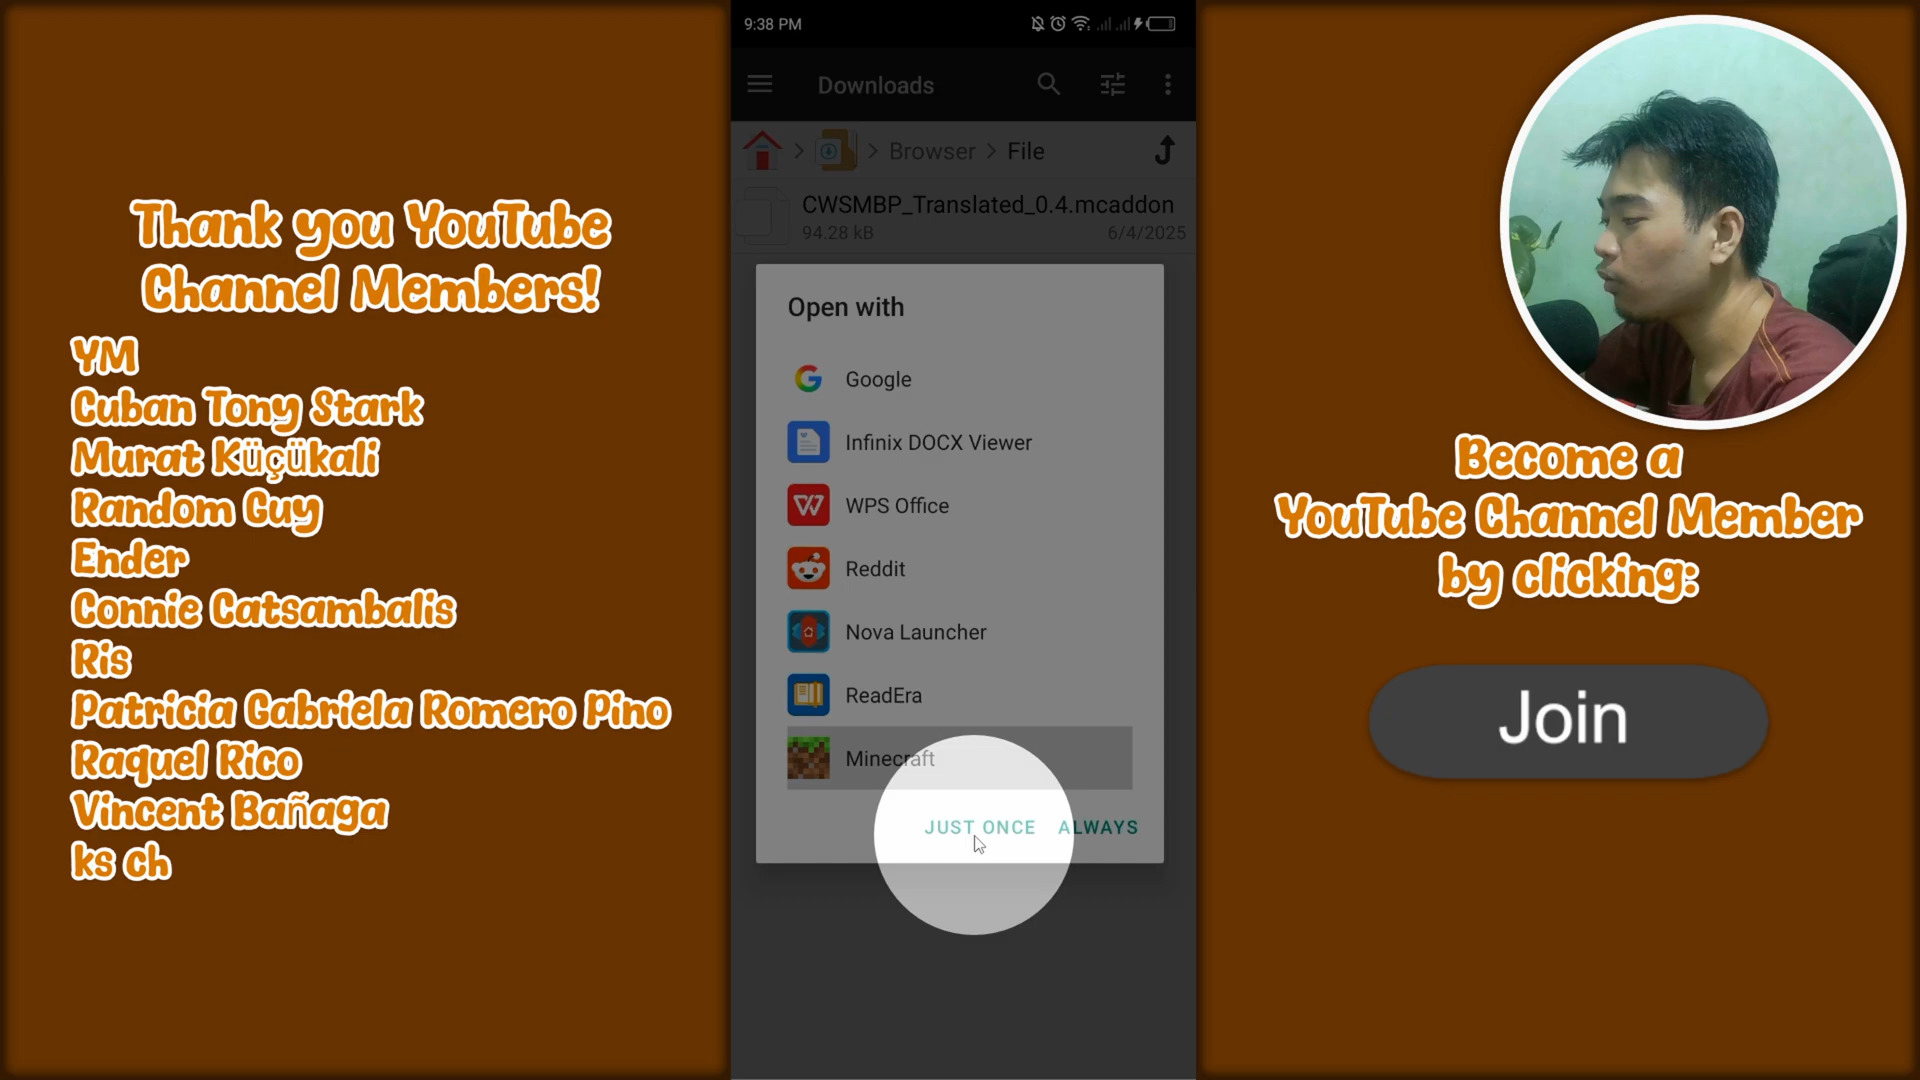 Thank you YouTube
Channel Members!
YM
Cuban Tony Stark
Murat Küçükali
Random Guy
Ender
Connie Catsambalis
Ris
Patricia Gabriela Romero Pino
Raquel Rico
Vincent Bañaga
ks ch
9:38 PM
Downloads
Browser > File
CWSMBP_Translated_0.4.mcaddon
94.28 kB 6/4/2025
Open with
Google
Infinix DOCX Viewer
WPS Office
Reddit
Nova Launcher
ReadEra
Minecraft
JUST ONCE ALWAYS
Become a
YouTube Channel Member
by clicking:
Join